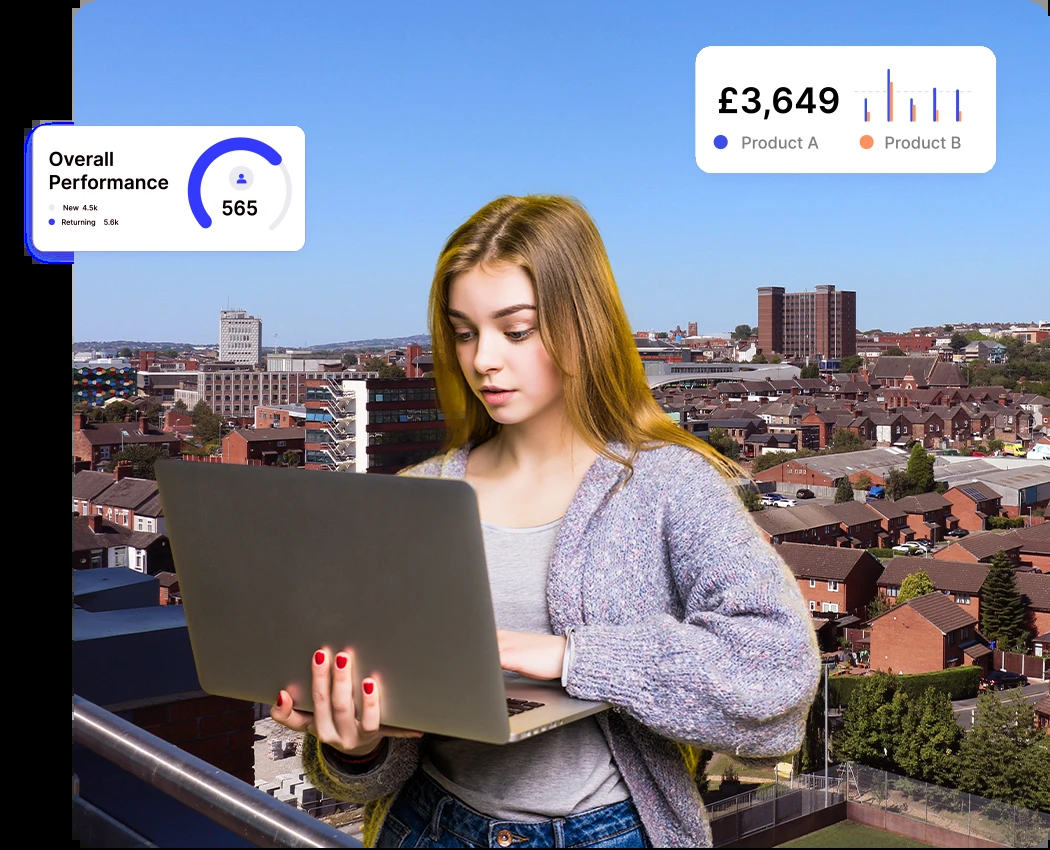 £3,649
Product A Product B
Overall
Performance
New 4.5k
Returning 5.6k
565